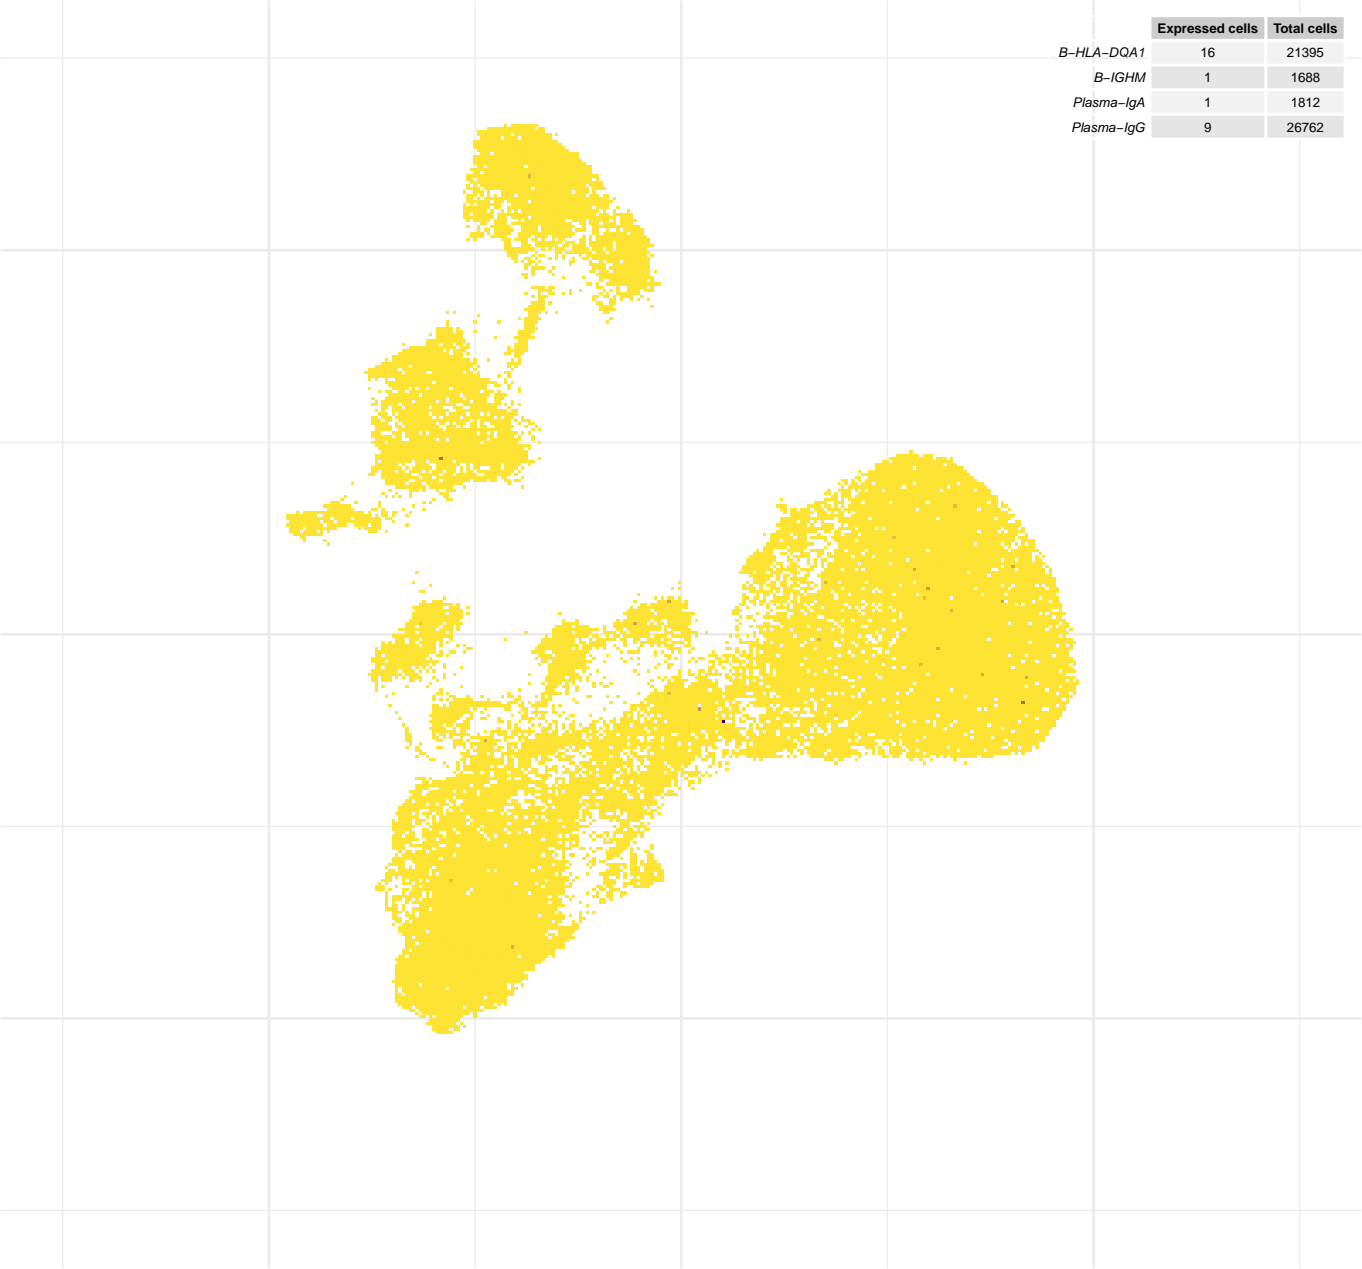 Expressed cells Total cells
B−HLA−DQA1 16 21395
B−IGHM 1 1688
Plasma−IgA 1 1812
Plasma−IgG 9 26762